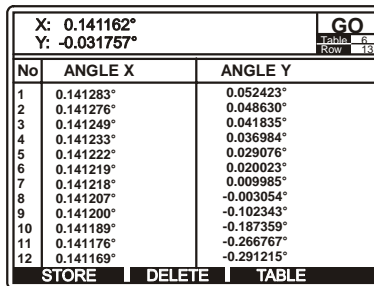 X: 0.141162° GO
Y: -0.031757° Table 6
Row 13
No ANGLE X ANGLE Y
1 0.141283° 0.052423°
2 0.141276° 0.048630°
3 0.141249° 0.041835°
4 0.141233° 0.036984°
5 0.141222° 0.029076°
6 0.141219° 0.020023°
7 0.141218° 0.009985°
8 0.141207° -0.003054°
9 0.141200° -0.102343°
10 0.141189° -0.187359°
11 0.141176° -0.266767°
12 0.141169° -0.291215°
STORE DELETE TABLE